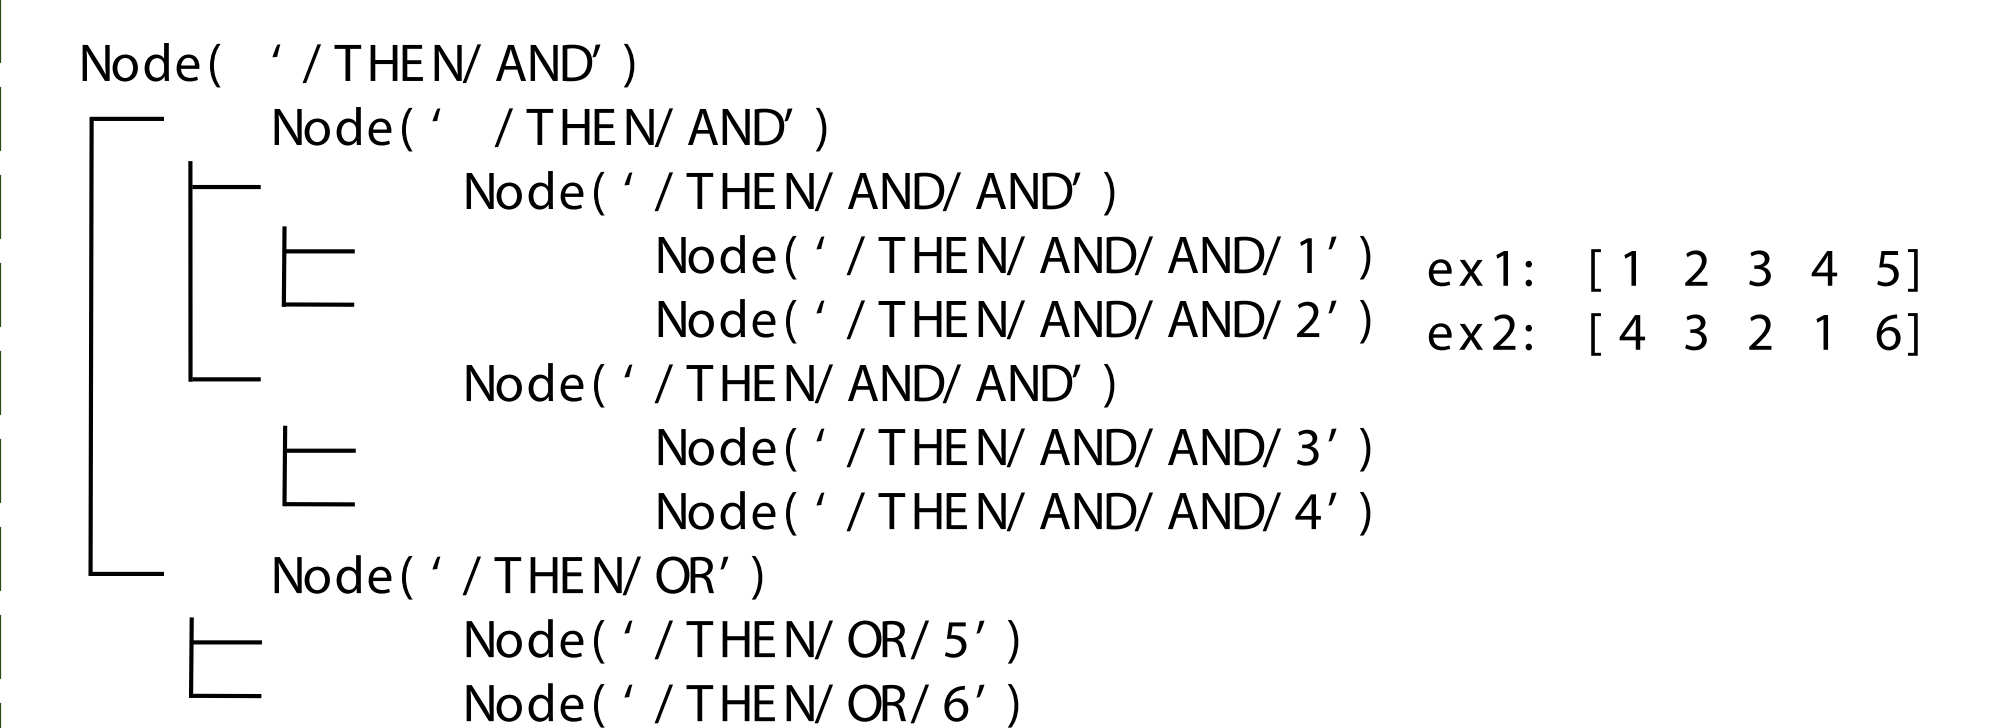 Node( ‘/THEN/AND’)
Node(‘ /THEN/AND’)
Node(‘/THEN/AND/AND’)
Node(‘/THEN/AND/AND/1’) ex1: [1 2 3 4 5]
Node(‘/THEN/AND/AND/2’) ex2: [4 3 2 1 6]
Node(‘/THEN/AND/AND’)
Node(‘/THEN/AND/AND/3’)
Node(‘/THEN/AND/AND/4’)
Node(‘/THEN/OR’)
Node(‘/THEN/OR/5’)
Node(‘/THEN/OR/6’)